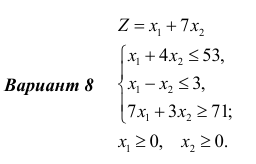 Z = x₁ + 7x₂
x₁ + 4x₂ ≤ 53,
Вариант 8 x₁ − x₂ ≤ 3,
7x₁ + 3x₂ ≥ 71;
x₁ ≥ 0, x₂ ≥ 0.